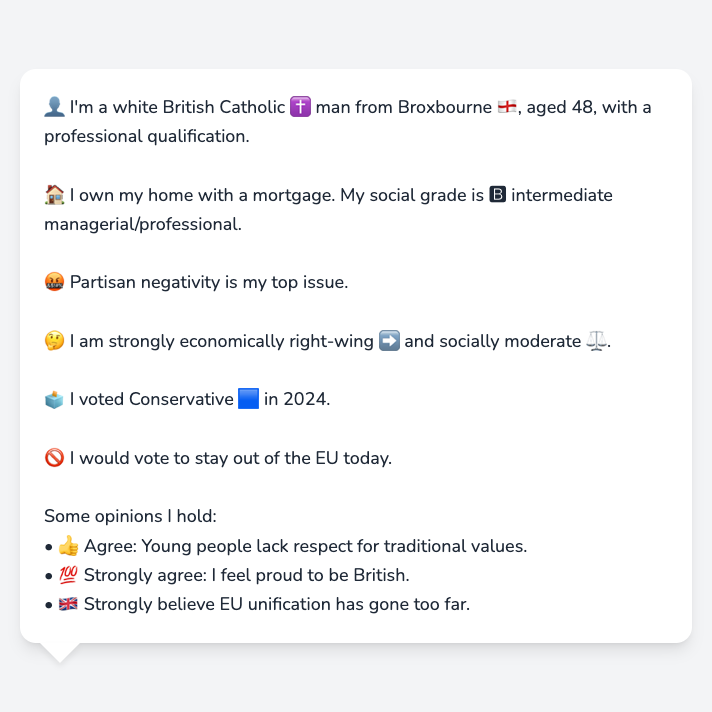 👤 I'm a white British Catholic ✝️ man from Broxbourne 🏴󠁧󠁢󠁥󠁮󠁧󠁿, aged 48, with a
professional qualification.
🏠 I own my home with a mortgage. My social grade is 🅱 intermediate
managerial/professional.
🤬 Partisan negativity is my top issue.
🤔 I am strongly economically right-wing ➡️ and socially moderate ⚖️.
🗳️ I voted Conservative 🟦 in 2024.
🚫 I would vote to stay out of the EU today.
Some opinions I hold:
• 👍 Agree: Young people lack respect for traditional values.
• 💯 Strongly agree: I feel proud to be British.
• 🇬🇧 Strongly believe EU unification has gone too far.